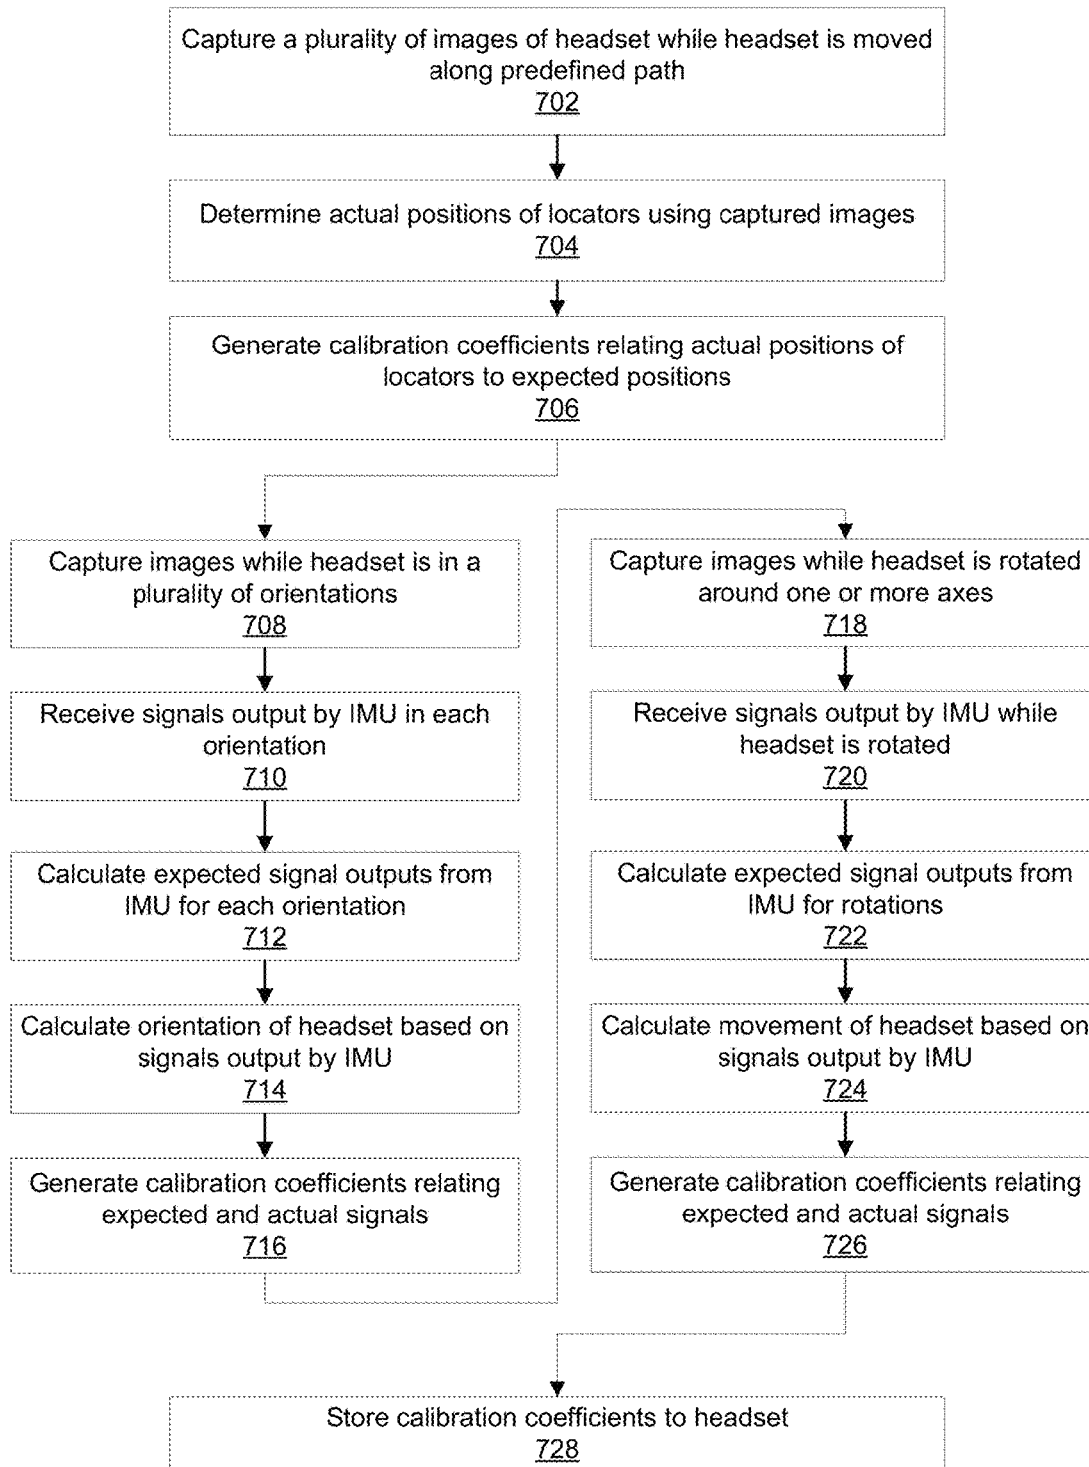 Capture a plurality of images of headset while headset is moved
along predefined path
702
Determine actual positions of locators using captured images
704
Generate calibration coefficients relating actual positions of
locators to expected positions
706
Capture images while headset is in a
plurality of orientations
708
Receive signals output by IMU in each
orientation
710
Calculate expected signal outputs from
IMU for each orientation
712
Calculate orientation of headset based on
signals output by IMU
714
Generate calibration coefficients relating
expected and actual signals
716
Capture images while headset is rotated
around one or more axes
718
Receive signals output by IMU while
headset is rotated
720
Calculate expected signal outputs from
IMU for rotations
722
Calculate movement of headset based on
signals output by IMU
724
Generate calibration coefficients relating
expected and actual signals
726
Store calibration coefficients to headset
728